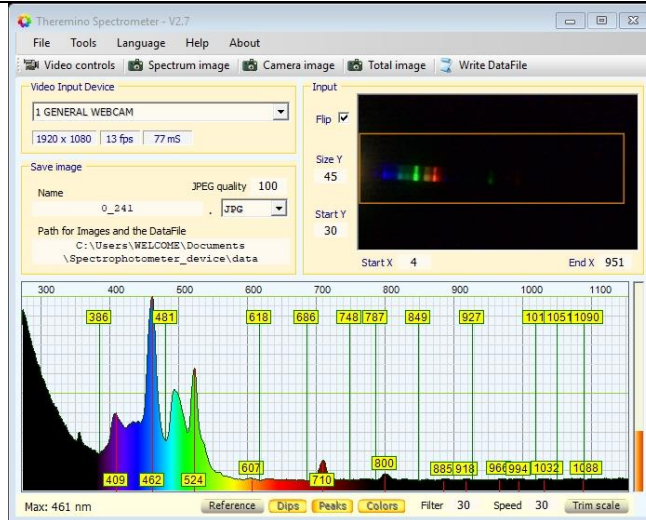 Theremino Spectrometer - V2.7
File Tools Language Help About
Video controls Spectrum image Camera image Total image Write DataFile
Video Input Device
1 GENERAL WEBCAM
1920 x 1080 13 fps 77 mS
Save image
Name JPEG quality 100
0_241 . JPG
Path for Images and the DataFile
C:\Users\WELCOME\Documents
\Spectrophotometer_device\data
Input
Flip
Size Y
45
Start Y
30
Start X 4 End X 951
300 400 500 600 700 800 900 1000 1100
386 481 618 686 748 787 849 927 101 1051 1090
409 462 524 607 710 800 885 918 966 994 1032 1088
Max: 461 nm Reference Dips Peaks Colors Filter 30 Speed 30 Trim scale